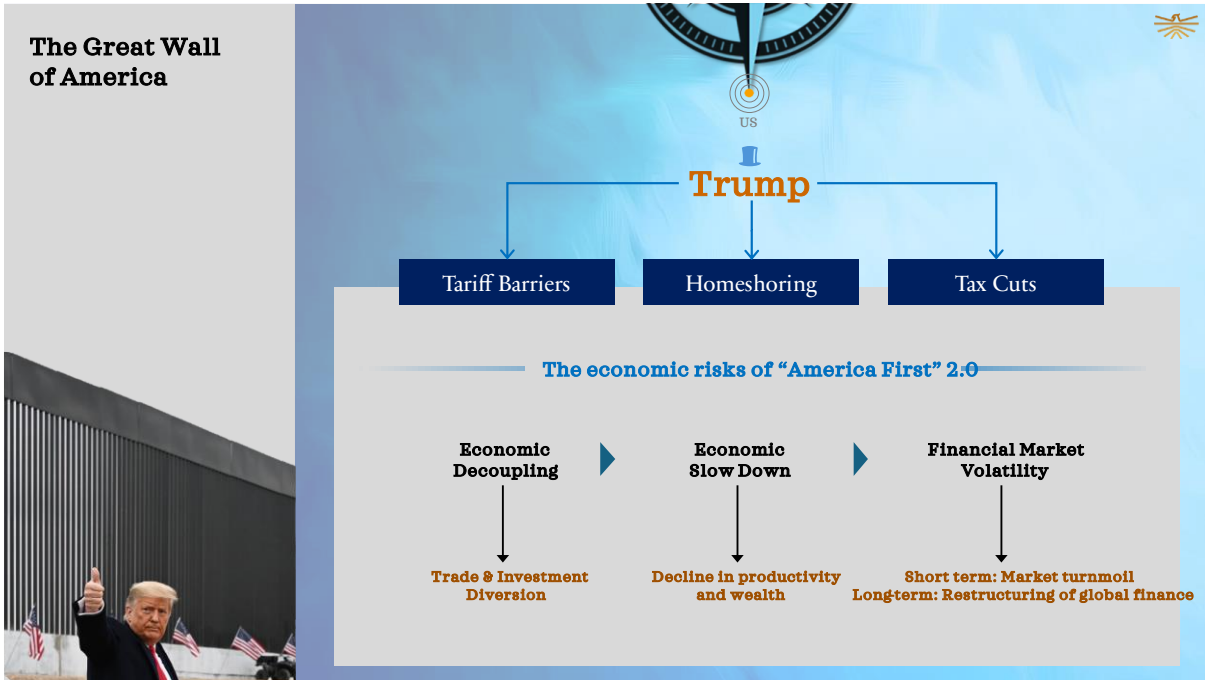 The Great Wall
of America
US
Trump
Tariff Barriers
Homeshoring
Tax Cuts
The economic risks of “America First” 2.0
Economic
Decoupling
Economic
Slow Down
Financial Market
Volatility
Trade & Investment
Diversion
Decline in productivity
and wealth
Short term: Market turnmoil
Long-term: Restructuring of global finance